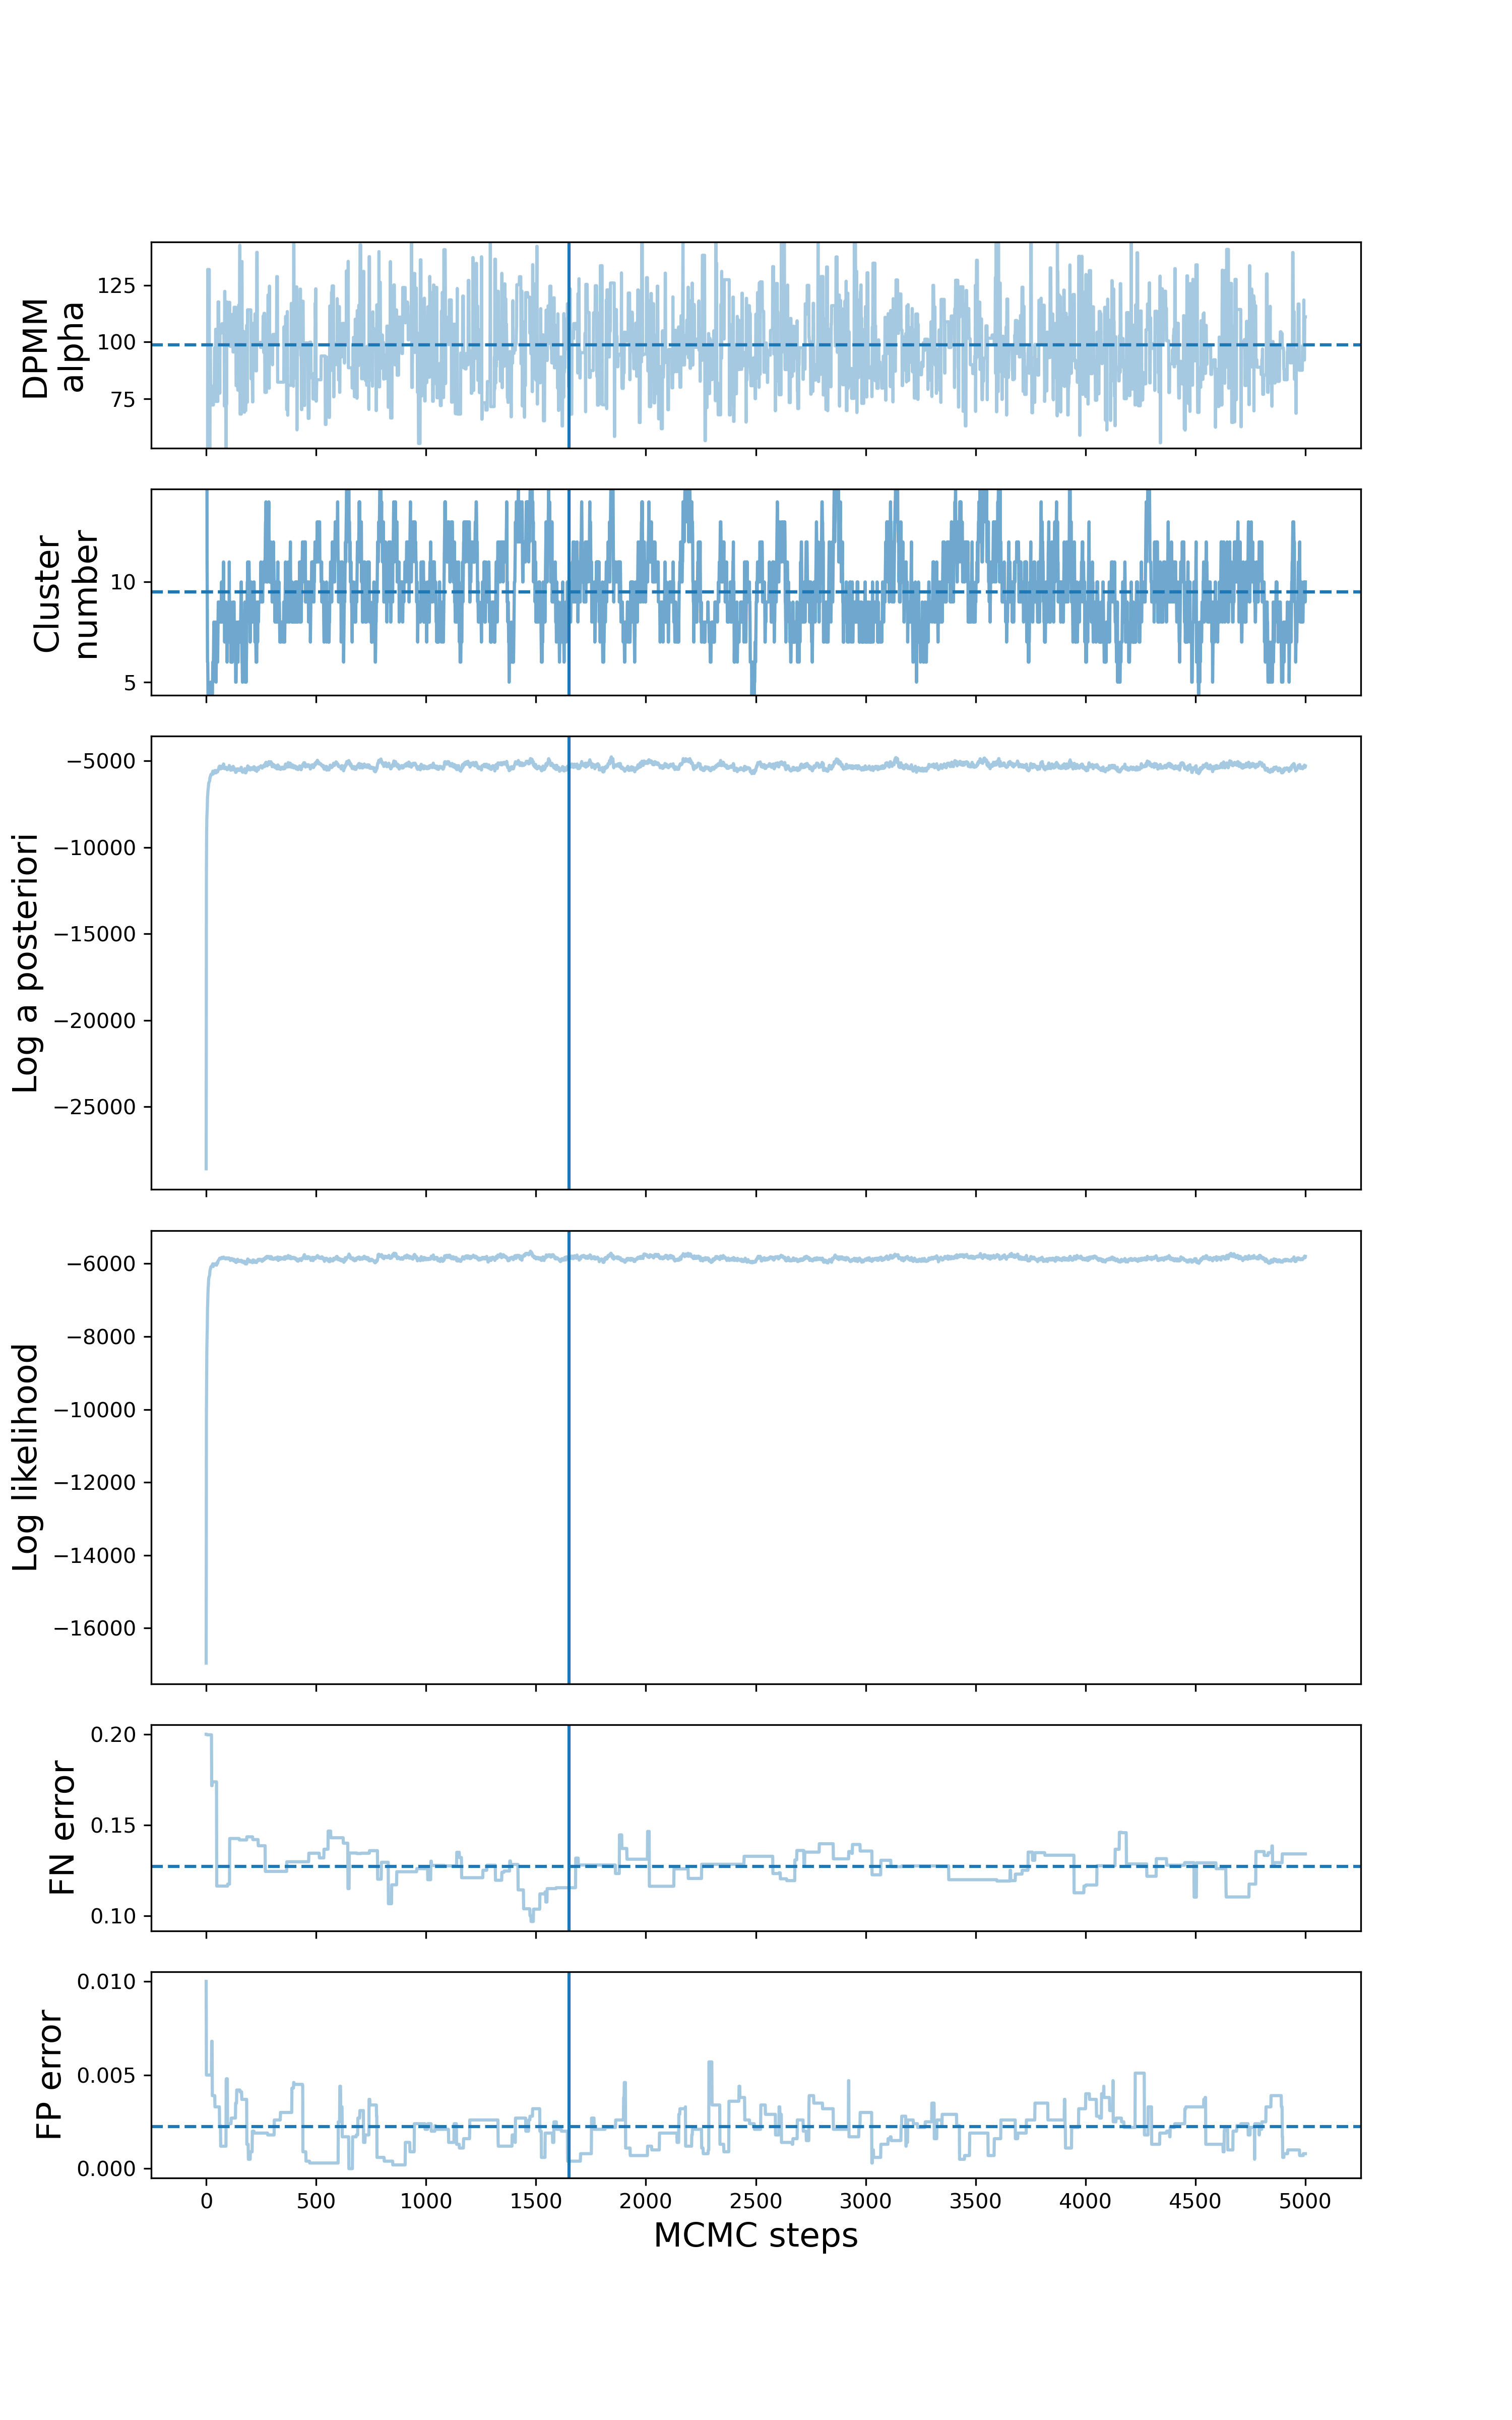 DPMM
alpha
125
100
75
Cluster
number
10
5
Log a posteriori
−5000
−10000
−15000
−20000
−25000
Log likelihood
−6000
−8000
−10000
−12000
−14000
−16000
FN error
0.20
0.15
0.10
FP error
0.010
0.005
0.000
0 500 1000 1500 2000 2500 3000 3500 4000 4500 5000
MCMC steps